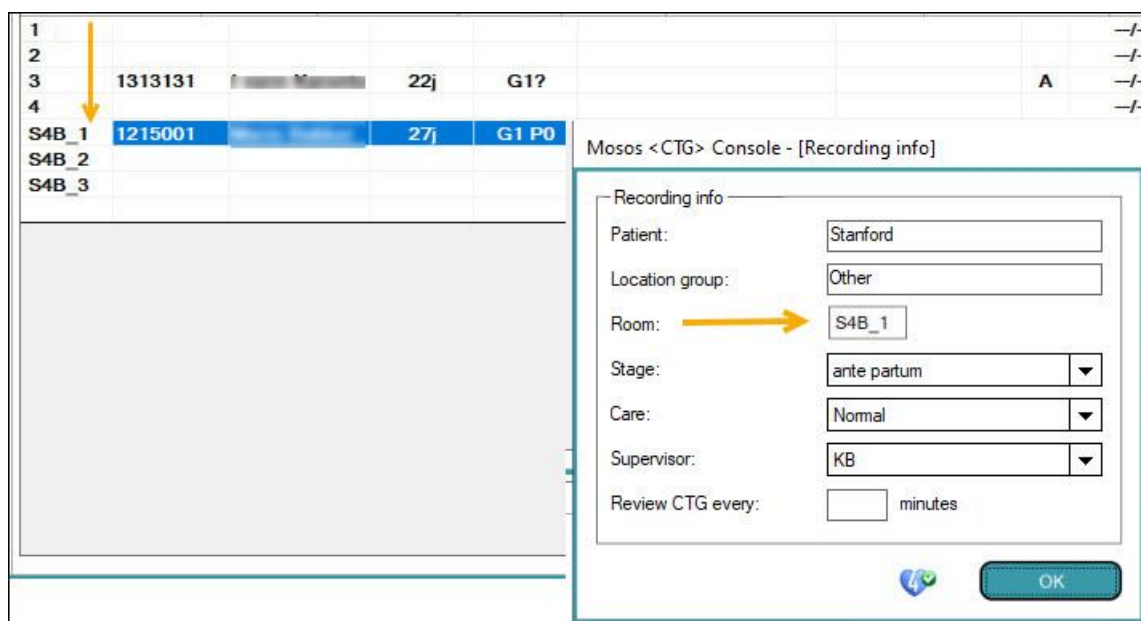 1 --/-
2 --/-
3 1313131 22j G1? A --/-
4 --/-
S4B_1 1215001 27j G1 P0
S4B_2
S4B_3
Mosos <CTG> Console - [Recording info]
Recording info
Patient: Stanford
Location group: Other
Room: S4B_1
Stage: ante partum
Care: Normal
Supervisor: KB
Review CTG every: minutes
4
OK